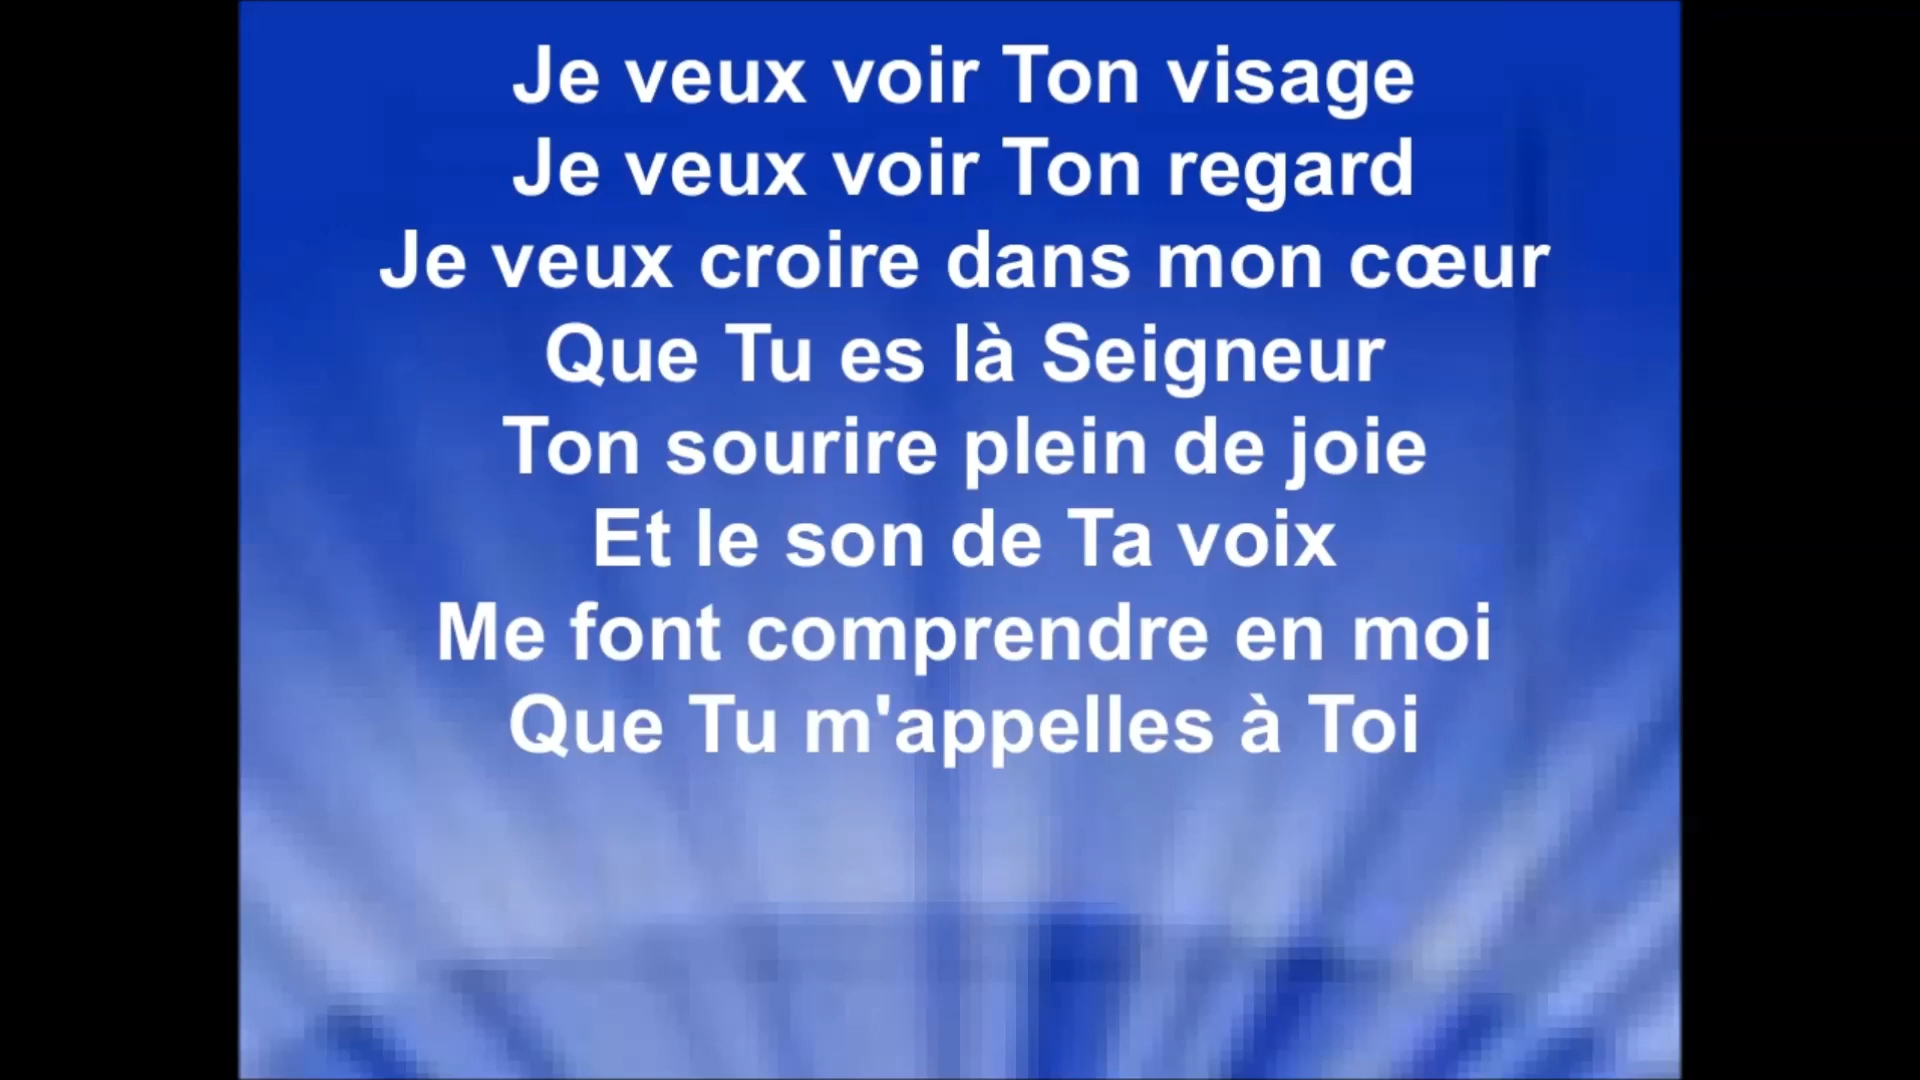 Je veux voir Ton visage
Je veux voir Ton regard
Je veux croire dans mon cœur
Que Tu es là Seigneur
Ton sourire plein de joie
Et le son de Ta voix
Me font comprendre en moi
Que Tu m'appelles à Toi